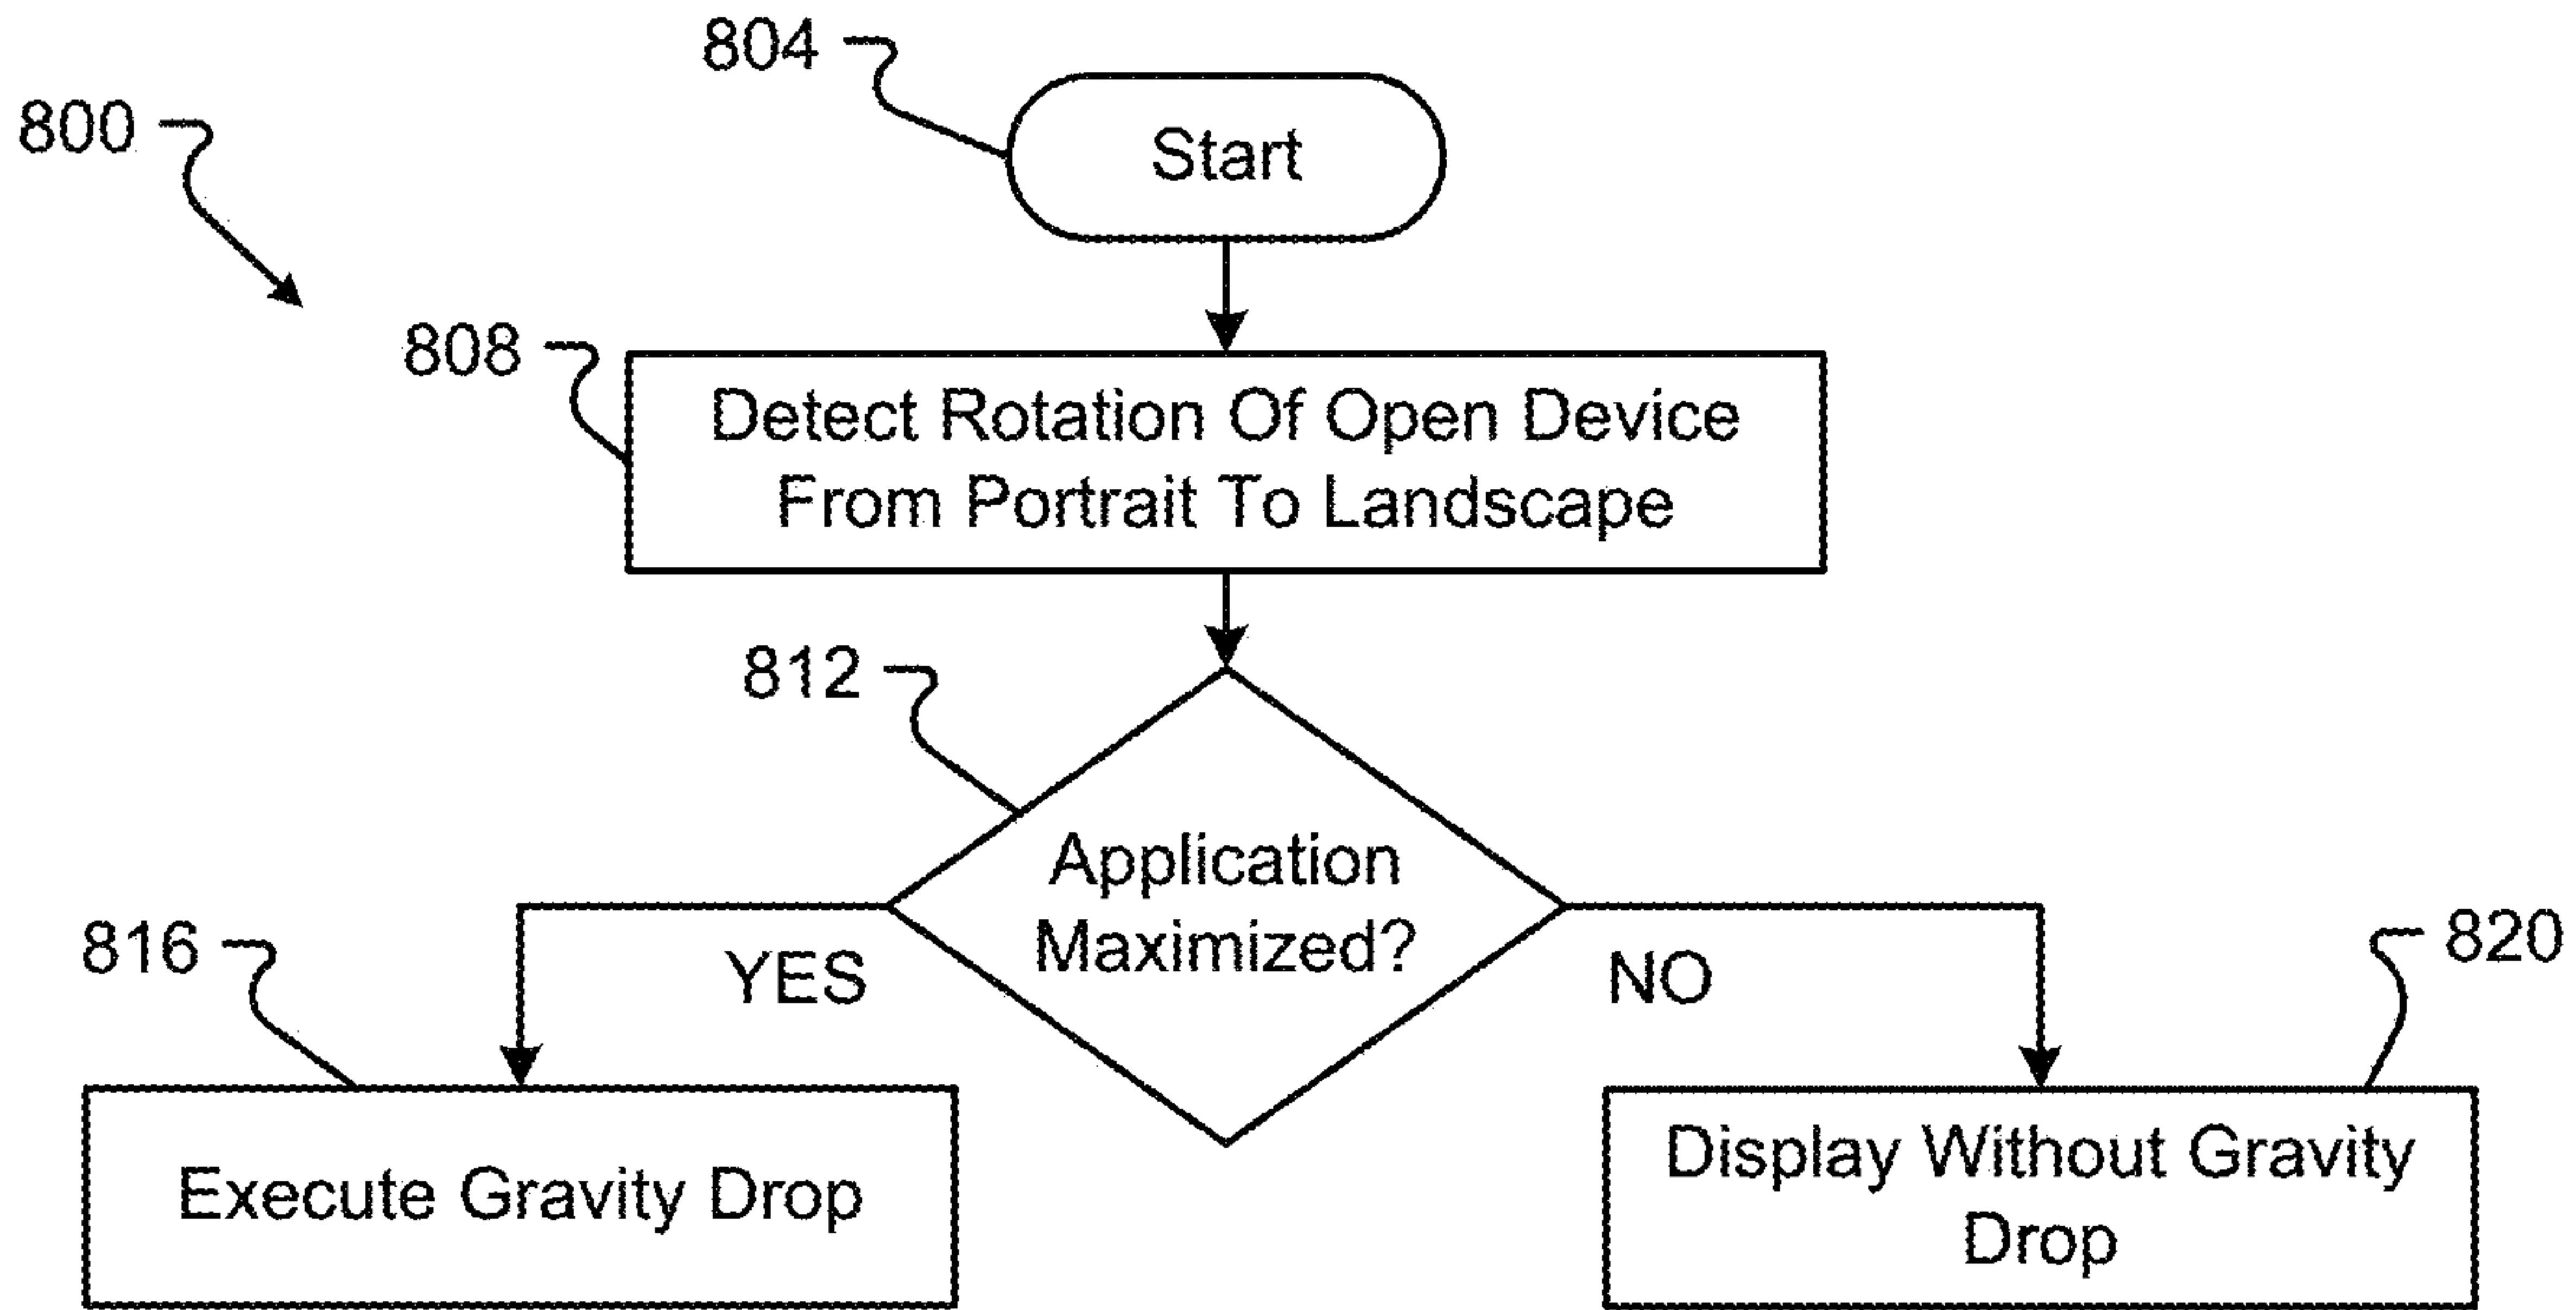 804
Start
800
808
Detect Rotation Of Open Device
From Portrait To Landscape
812
Application
Maximized?
816
YES
NO
820
Execute Gravity Drop
Display Without Gravity
Drop